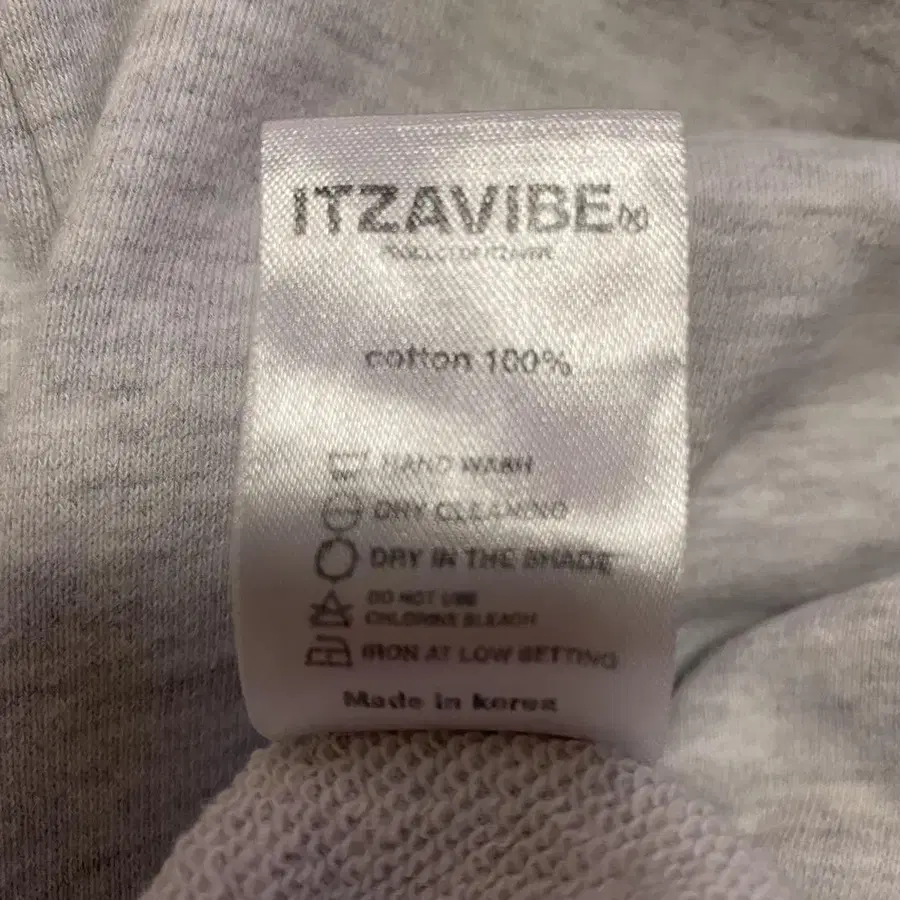 ITZAVIBE
cotton 100%
HAND WASH
DRY CLEANING
DRY IN THE SHADE
DO NOT USE
CHLORINE BLEACH
IRON AT LOW SETTING
Made in korea